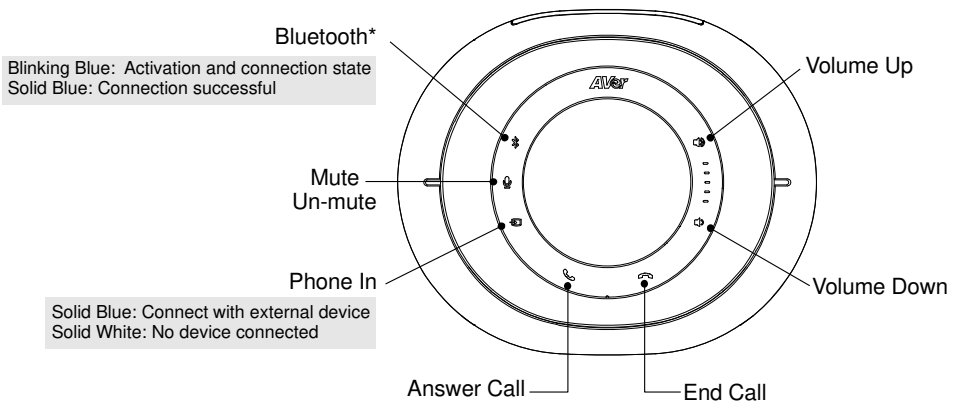 Bluetooth*
Blinking Blue: Activation and connection state
Solid Blue: Connection successful
Volume Up
AVer
Mute
Un-mute
Phone In
Solid Blue: Connect with external device
Solid White: No device connected
Volume Down
Answer Call
End Call